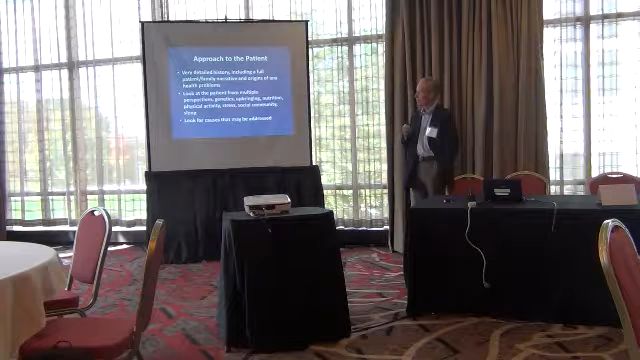 Approach to the Patient
• Very detailed history, including a full
patient/family narrative and origins of any
health problems
• Look at the patient from multiple
perspectives, genetics, upbringing, nutrition,
physical activity, stress, social community,
sleep
• Look for causes that may be addressed